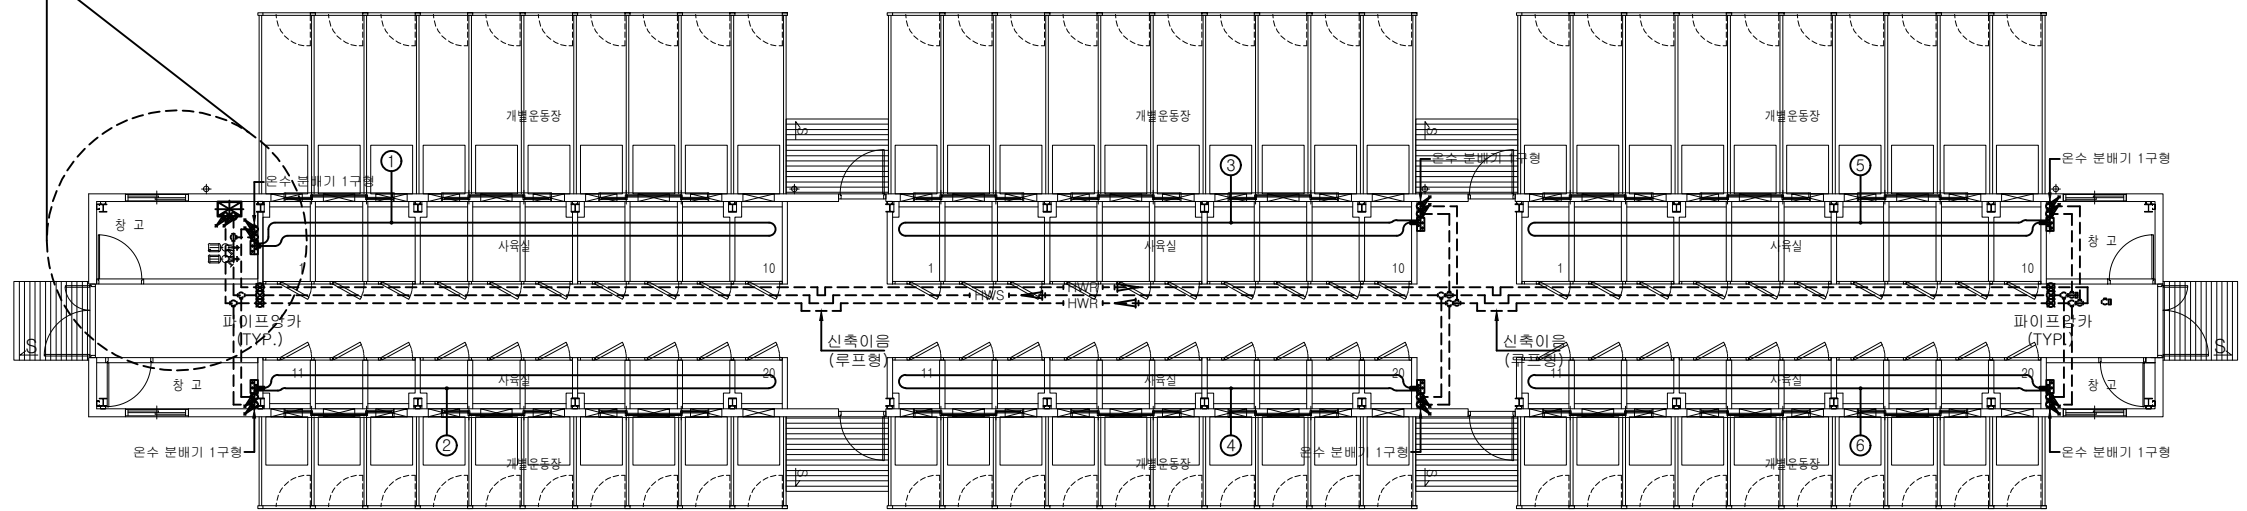 개별운동장
개별운동장
개별운동장
1
3
5
온수 분배기 1구형
온수 분배기 1구형
온수 분배기 1구형
창 고
창 고
사육실
사육실
사육실
1
10
1
10
1
10
HWR
HWS
HWR
파이프앙카
(TYP.)
신축이음
(루프형)
신축이음
(루프형)
파이프앙카
(TYP.)
S
S
창 고
11
사육실
20
11
사육실
20
11
사육실
20
창 고
2
4
6
온수 분배기 1구형
온수 분배기 1구형
온수 분배기 1구형
개별운동장
개별운동장
개별운동장